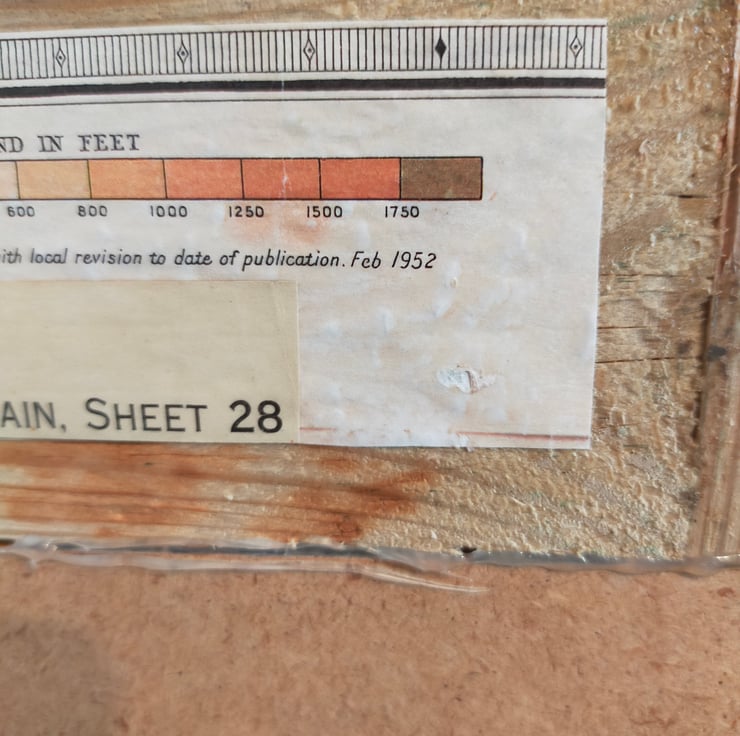 ND IN FEET
600 800 1000 1250 1500 1750
ith local revision to date of publication. Feb 1952
AIN, SHEET 28